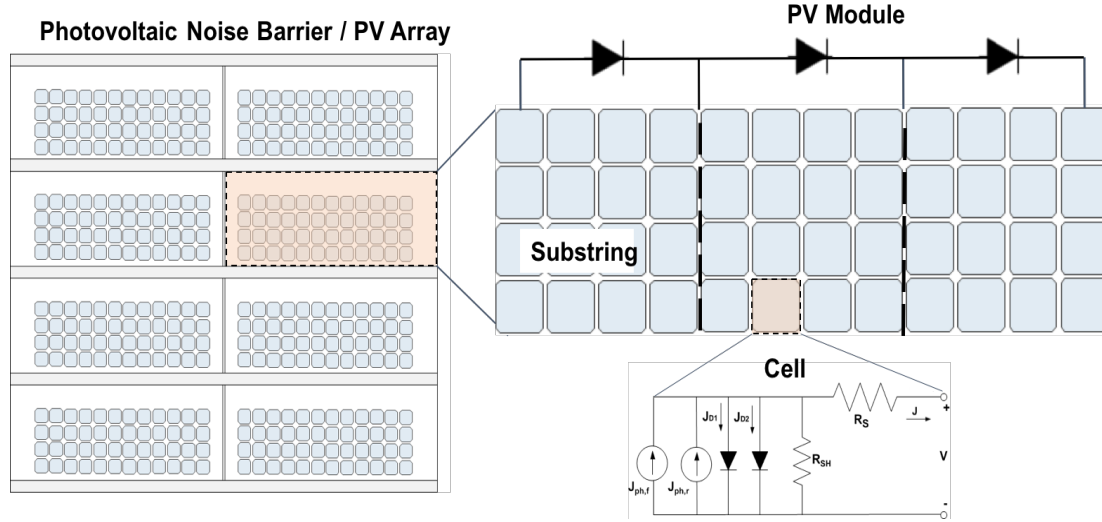 Photovoltaic Noise Barrier / PV Array
PV Module
Substring
Cell
J_D1
J_D2
R_S
J
+
R_SH
V
J_ph,f
J_ph,r
-